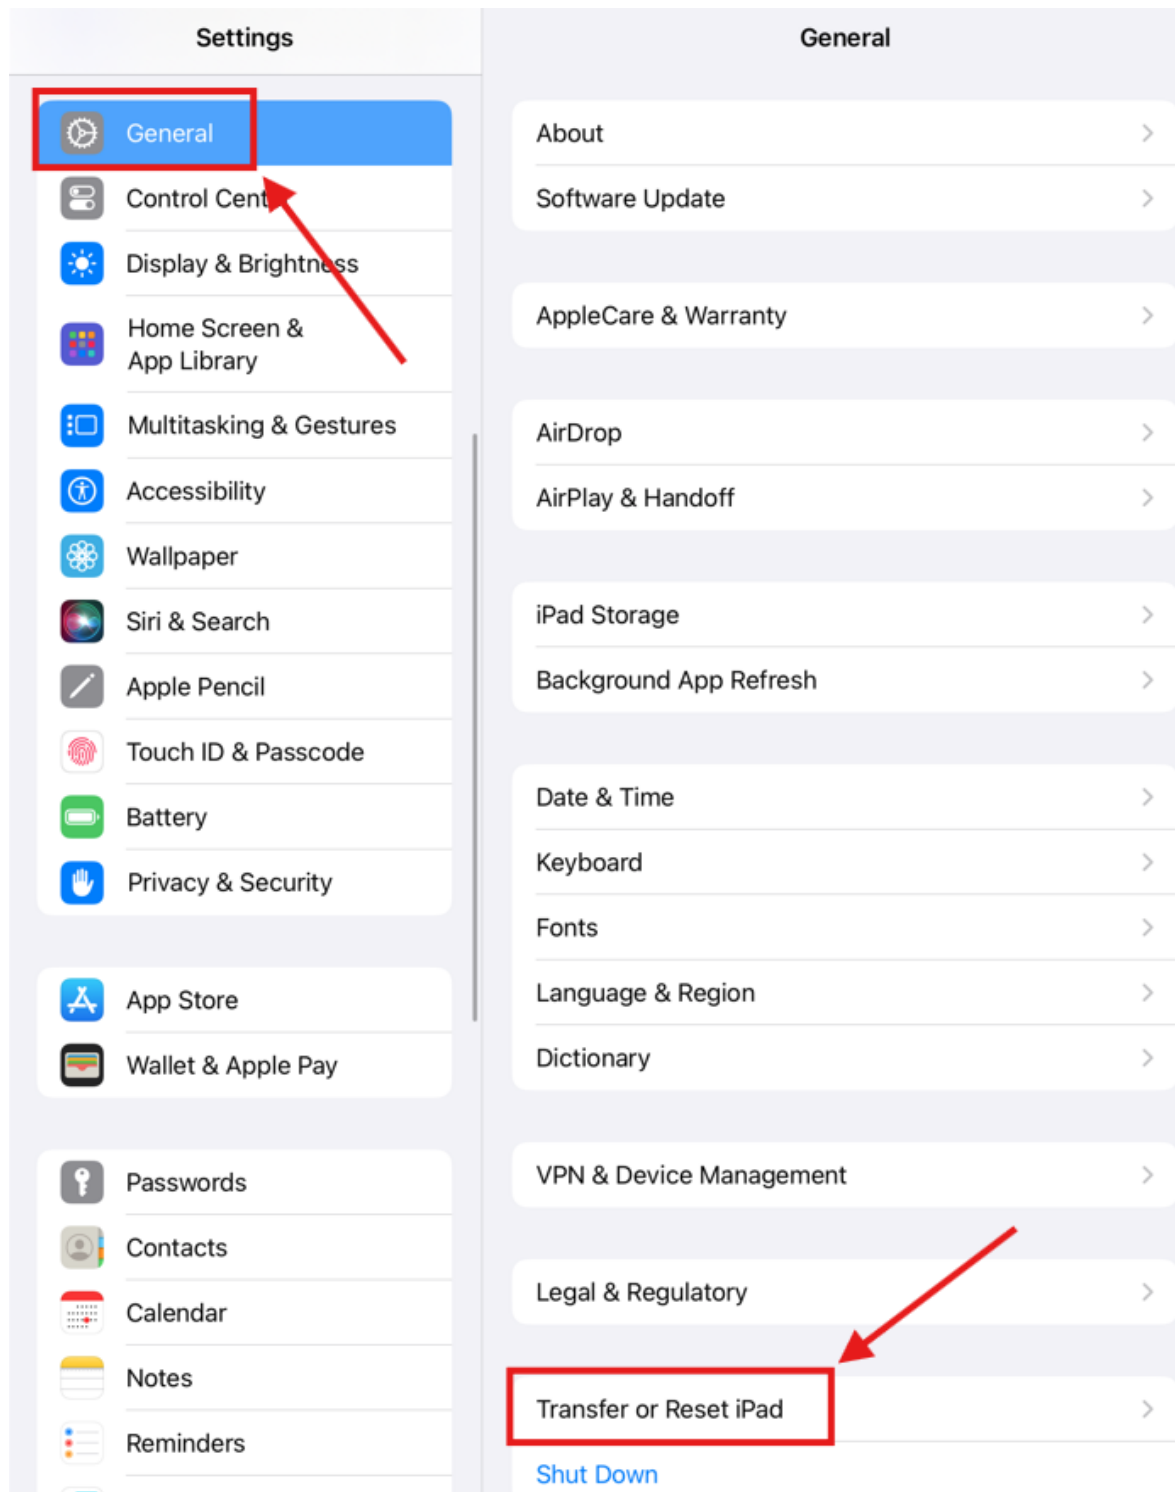 Settings
General
Control Cent
Display & Brightness
Home Screen &
App Library
Multitasking & Gestures
Accessibility
Wallpaper
Siri & Search
Apple Pencil
Touch ID & Passcode
Battery
Privacy & Security
App Store
Wallet & Apple Pay
Passwords
Contacts
Calendar
Notes
Reminders
General
About
Software Update
AppleCare & Warranty
AirDrop
AirPlay & Handoff
iPad Storage
Background App Refresh
Date & Time
Keyboard
Fonts
Language & Region
Dictionary
VPN & Device Management
Legal & Regulatory
Transfer or Reset iPad
Shut Down